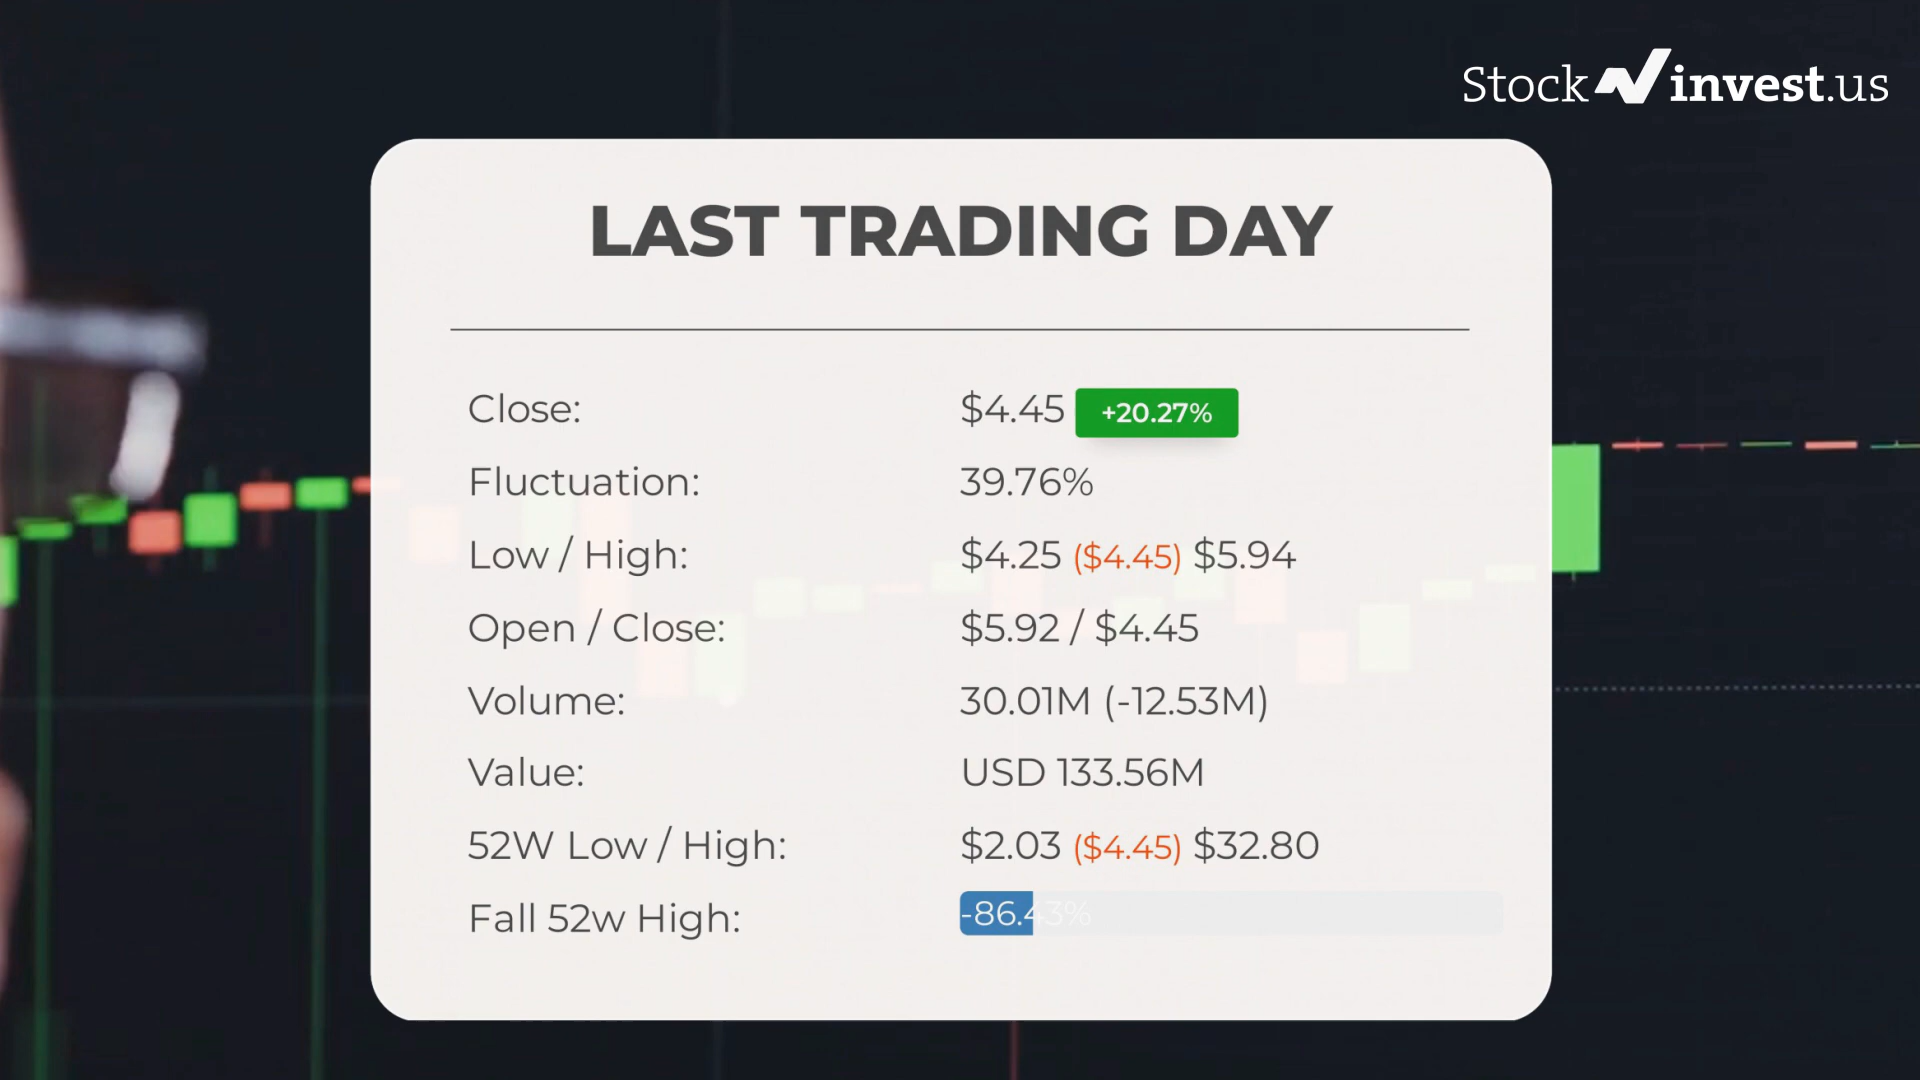 Stock invest.us
LAST TRADING DAY
Close: $4.45 +20.27%
Fluctuation: 39.76%
Low / High: $4.25 ($4.45) $5.94
Open / Close: $5.92 / $4.45
Volume: 30.01M (-12.53M)
Value: USD 133.56M
52W Low / High: $2.03 ($4.45) $32.80
Fall 52w High: -86.43%